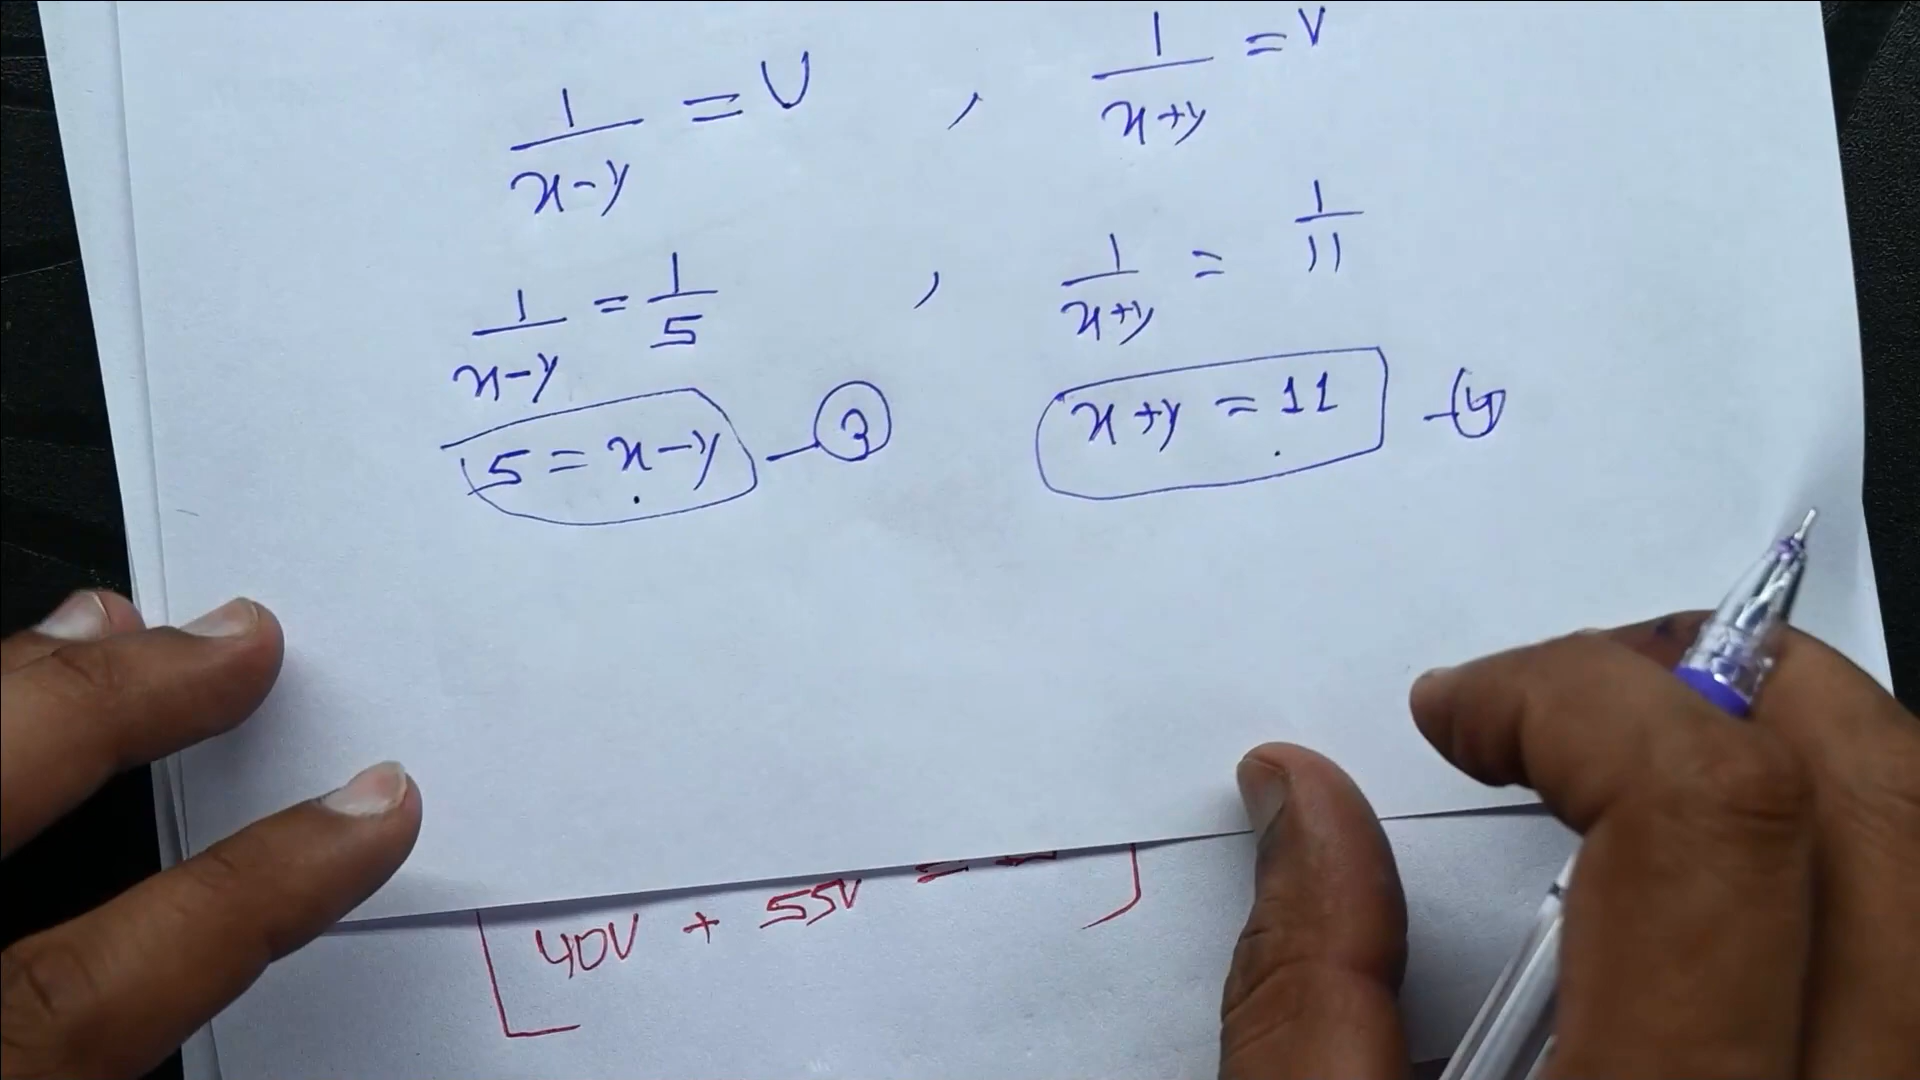 1/(x-y) = U , 1/(x+y) = V
1/(x-y) = 1/5 , 1/(x+y) = 1/11
5 = x-y — ③ x+y = 11 — ④
40U + 55V =